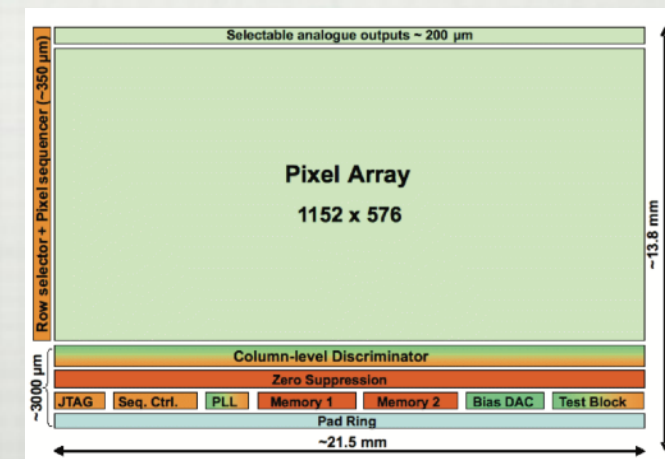 Selectable analogue outputs ~ 200 µm
Row selector + Pixel sequencer (~350 µm)
Pixel Array
1152 x 576
~13.8 mm
Column-level Discriminator
Zero Suppression
~3000 µm
JTAG Seq. Ctrl. PLL Memory 1 Memory 2 Bias DAC Test Block
Pad Ring
~21.5 mm